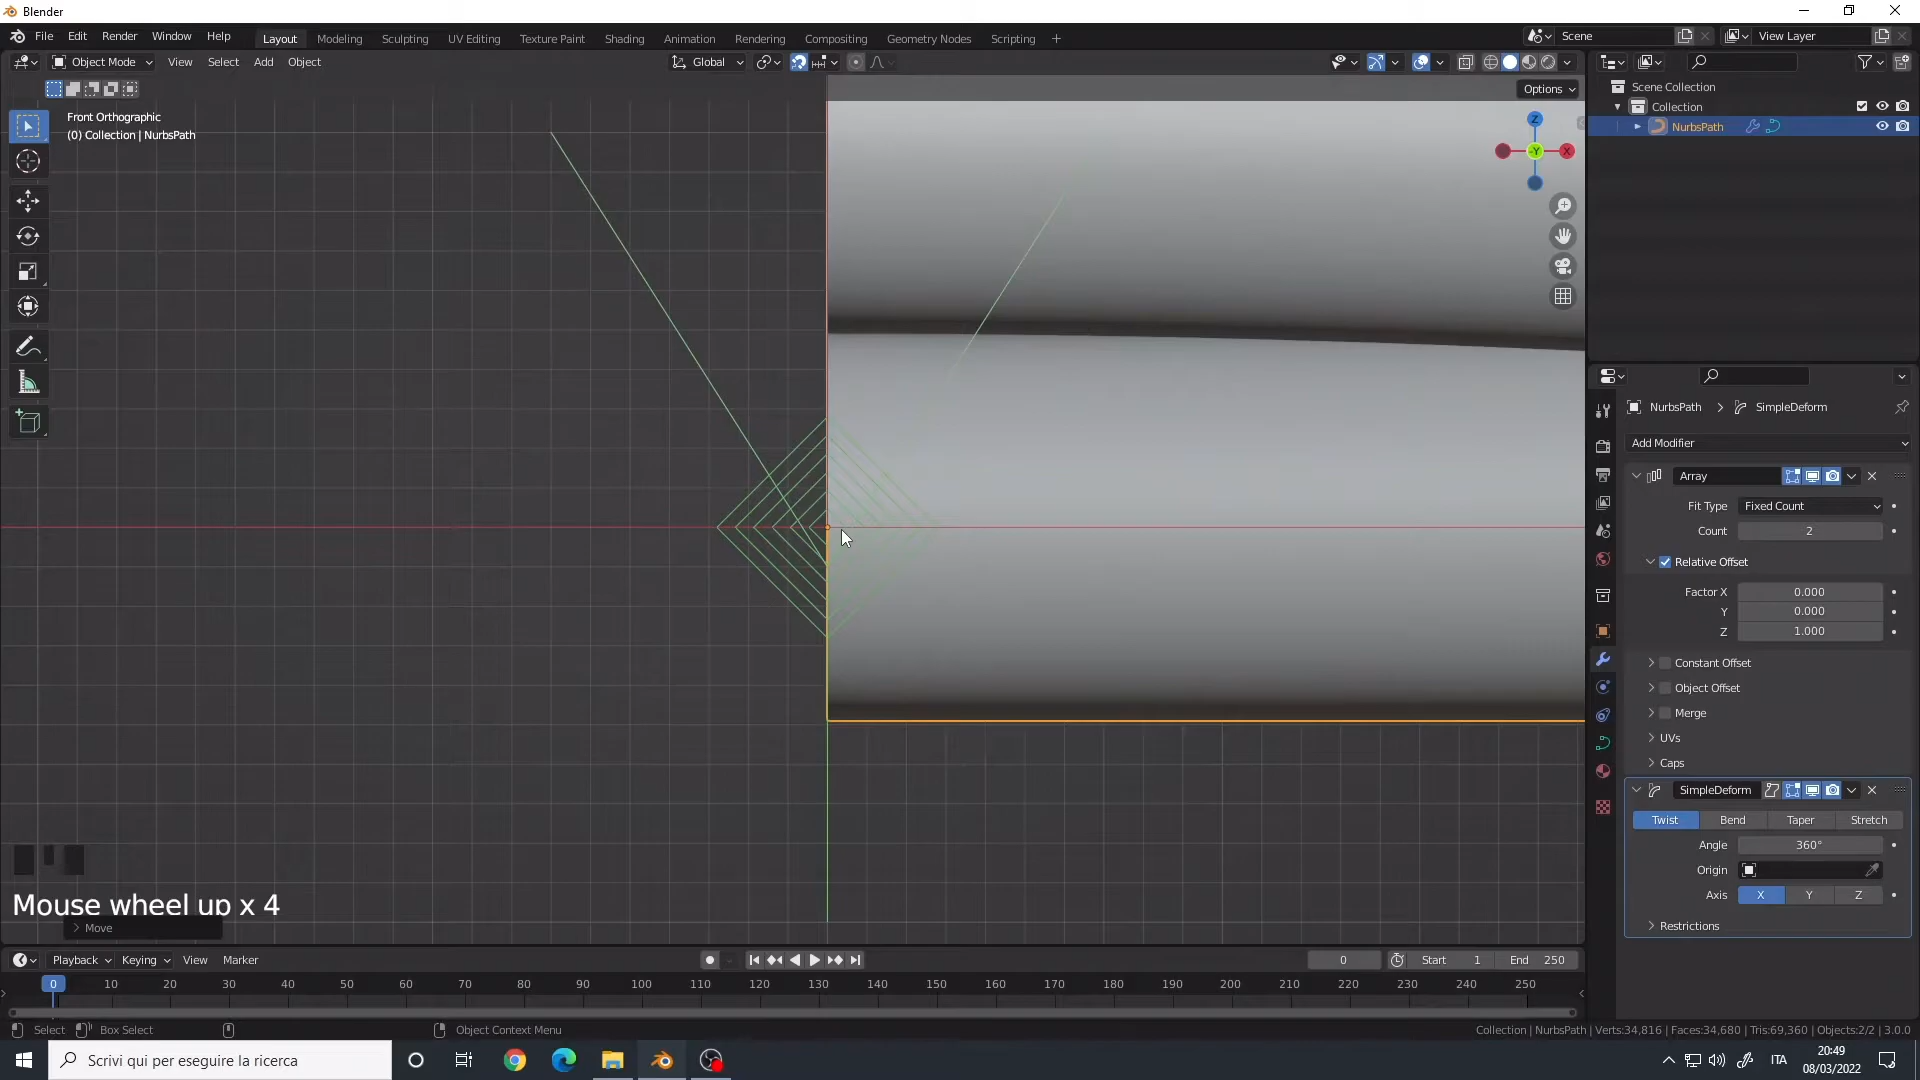 Blender
File Edit Render Window Help Layout Modeling Sculpting UV Editing Texture Paint Shading Animation Rendering Compositing Geometry Nodes Scripting + Scene View Layer
Object Mode View Select Add Object Global
Options
Front Orthographic
(0) Collection | NurbsPath
Z
-Y X
Scene Collection
Collection
NurbsPath
NurbsPath > SimpleDeform
Add Modifier
Array
Fit Type Fixed Count
Count 2
Relative Offset
Factor X 0.000
Y 0.000
Z 1.000
Constant Offset
Object Offset
Merge
UVs
Caps
SimpleDeform
Twist Bend Taper Stretch
Angle 360°
Origin
Axis X Y Z
Restrictions
Mouse wheel up x 4
Move
Playback Keying View Marker 0 Start 1 End 250
0 10 20 30 40 50 60 70 80 90 100 110 120 130 140 150 160 170 180 190 200 210 220 230 240 250
Select Box Select Object Context Menu Collection | NurbsPath | Verts:34,816 | Faces:34,680 | Tris:69,360 | Objects:2/2 | 3.0.0
Scrivi qui per eseguire la ricerca
ITA
20:49
08/03/2022